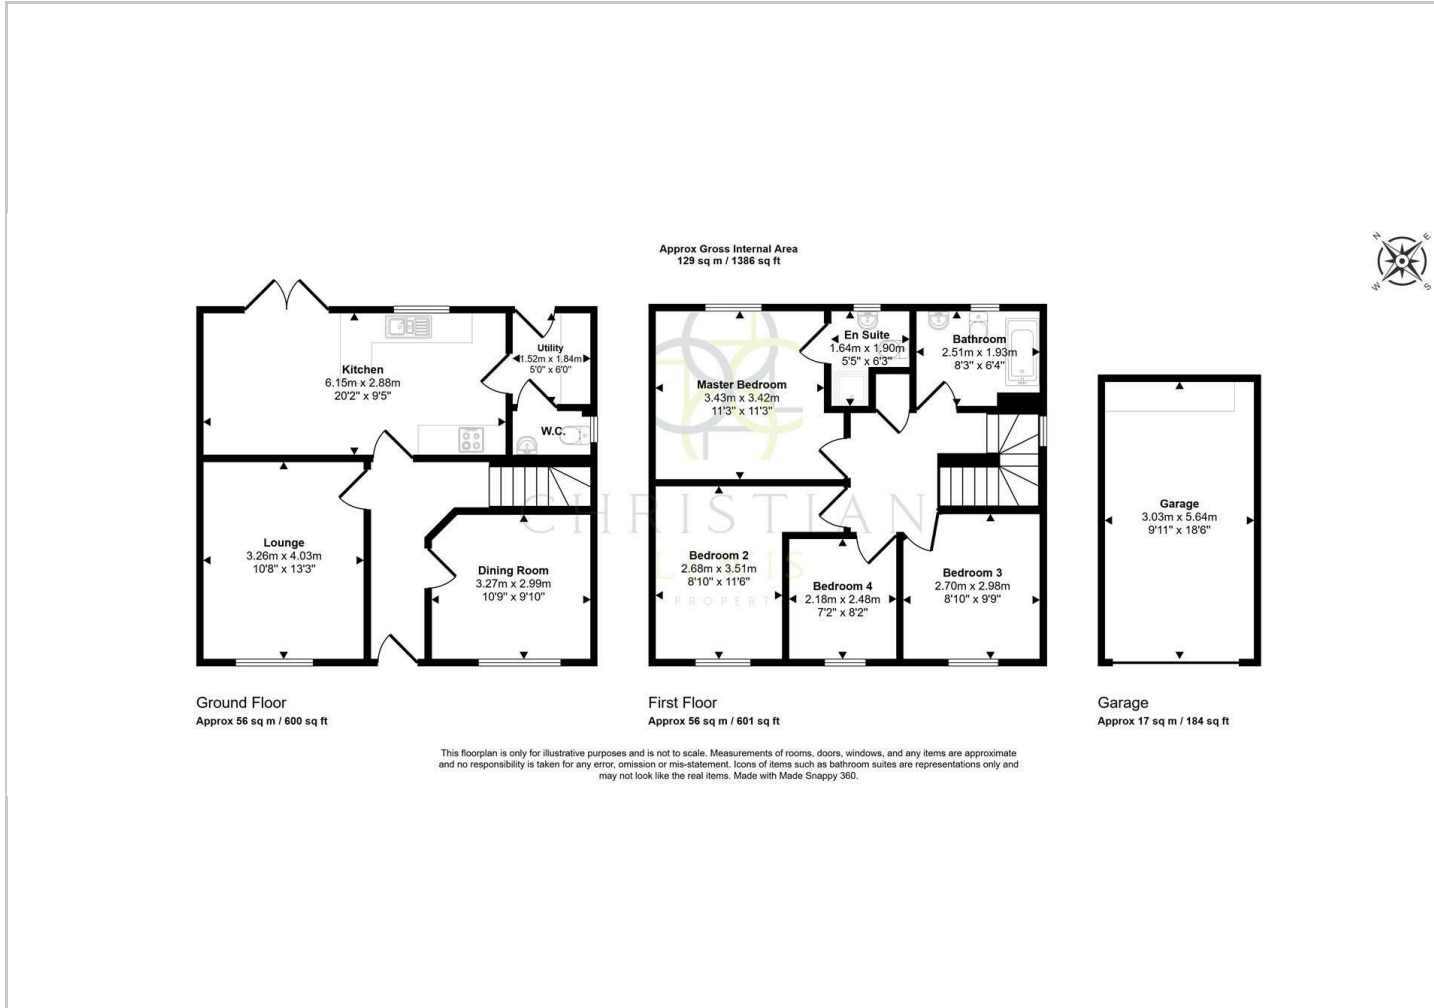 Approx Gross Internal Area
129 sq m / 1386 sq ft
N
E
W
S
Kitchen
6.15m x 2.88m
20'2" x 9'5"
Utility
1.52m x 1.84m
5'0" x 6'0"
W.C.
Lounge
3.26m x 4.03m
10'8" x 13'3"
Dining Room
3.27m x 2.99m
10'9" x 9'10"
Ground Floor
Approx 56 sq m / 600 sq ft
Master Bedroom
3.43m x 3.42m
11'3" x 11'3"
En Suite
1.64m x 1.90m
5'5" x 6'3"
Bathroom
2.51m x 1.93m
8'3" x 6'4"
Bedroom 2
2.68m x 3.51m
8'10" x 11'6"
Bedroom 4
2.18m x 2.48m
7'2" x 8'2"
Bedroom 3
2.70m x 2.98m
8'10" x 9'9"
First Floor
Approx 56 sq m / 601 sq ft
Garage
3.03m x 5.64m
9'11" x 18'6"
Garage
Approx 17 sq m / 184 sq ft
CHRISTIAN
This floorplan is only for illustrative purposes and is not to scale. Measurements of rooms, doors, windows, and any items are approximate
and no responsibility is taken for any error, omission or mis-statement. Icons of items such as bathroom suites are representations only and
may not look like the real items. Made with Made Snappy 360.